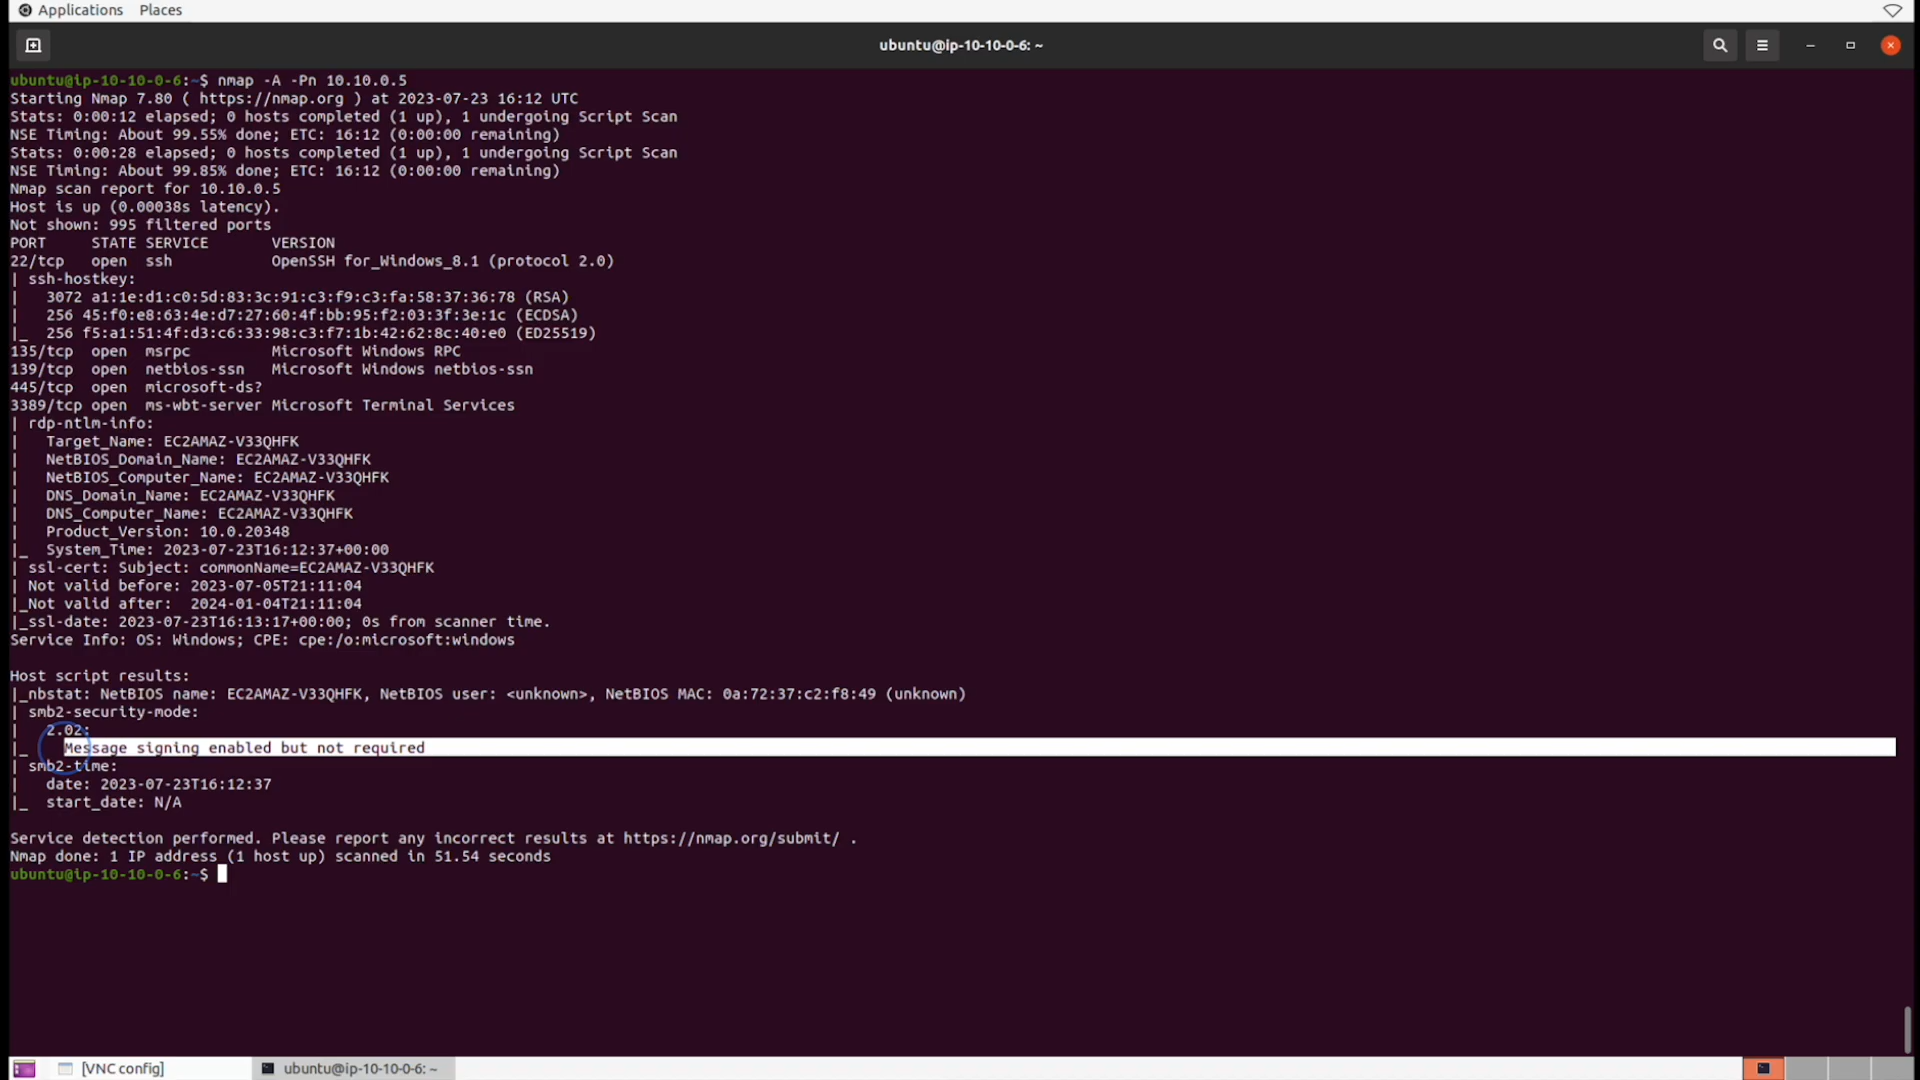 Applications Places
ubuntu@ip-10-10-0-6: ~
ubuntu@ip-10-10-0-6:~$ nmap -A -Pn 10.10.0.5
Starting Nmap 7.80 ( https://nmap.org ) at 2023-07-23 16:12 UTC
Stats: 0:00:12 elapsed; 0 hosts completed (1 up), 1 undergoing Script Scan
NSE Timing: About 99.55% done; ETC: 16:12 (0:00:00 remaining)
Stats: 0:00:28 elapsed; 0 hosts completed (1 up), 1 undergoing Script Scan
NSE Timing: About 99.85% done; ETC: 16:12 (0:00:00 remaining)
Nmap scan report for 10.10.0.5
Host is up (0.00038s latency).
Not shown: 995 filtered ports
PORT     STATE SERVICE       VERSION
22/tcp   open  ssh           OpenSSH for_Windows_8.1 (protocol 2.0)
| ssh-hostkey:
|   3072 a1:1e:d1:c0:5d:83:3c:91:c3:f9:c3:fa:58:37:36:78 (RSA)
|   256 45:f0:e8:63:4e:d7:27:60:4f:bb:95:f2:03:3f:3e:1c (ECDSA)
|_  256 f5:a1:51:4f:d3:c6:33:98:c3:f7:1b:42:62:8c:40:e0 (ED25519)
135/tcp  open  msrpc         Microsoft Windows RPC
139/tcp  open  netbios-ssn   Microsoft Windows netbios-ssn
445/tcp  open  microsoft-ds?
3389/tcp open  ms-wbt-server Microsoft Terminal Services
| rdp-ntlm-info:
|   Target_Name: EC2AMAZ-V33QHFK
|   NetBIOS_Domain_Name: EC2AMAZ-V33QHFK
|   NetBIOS_Computer_Name: EC2AMAZ-V33QHFK
|   DNS_Domain_Name: EC2AMAZ-V33QHFK
|   DNS_Computer_Name: EC2AMAZ-V33QHFK
|   Product_Version: 10.0.20348
|_  System_Time: 2023-07-23T16:12:37+00:00
| ssl-cert: Subject: commonName=EC2AMAZ-V33QHFK
| Not valid before: 2023-07-05T21:11:04
|_Not valid after:  2024-01-04T21:11:04
|_ssl-date: 2023-07-23T16:13:17+00:00; 0s from scanner time.
Service Info: OS: Windows; CPE: cpe:/o:microsoft:windows
Host script results:
|_nbstat: NetBIOS name: EC2AMAZ-V33QHFK, NetBIOS user: <unknown>, NetBIOS MAC: 0a:72:37:c2:f8:49 (unknown)
| smb2-security-mode:
|   2.02:
|_    Message signing enabled but not required
| smb2-time:
|   date: 2023-07-23T16:12:37
|_  start_date: N/A
Service detection performed. Please report any incorrect results at https://nmap.org/submit/ .
Nmap done: 1 IP address (1 host up) scanned in 51.54 seconds
ubuntu@ip-10-10-0-6:~$
[VNC config] ubuntu@ip-10-10-0-6: ~